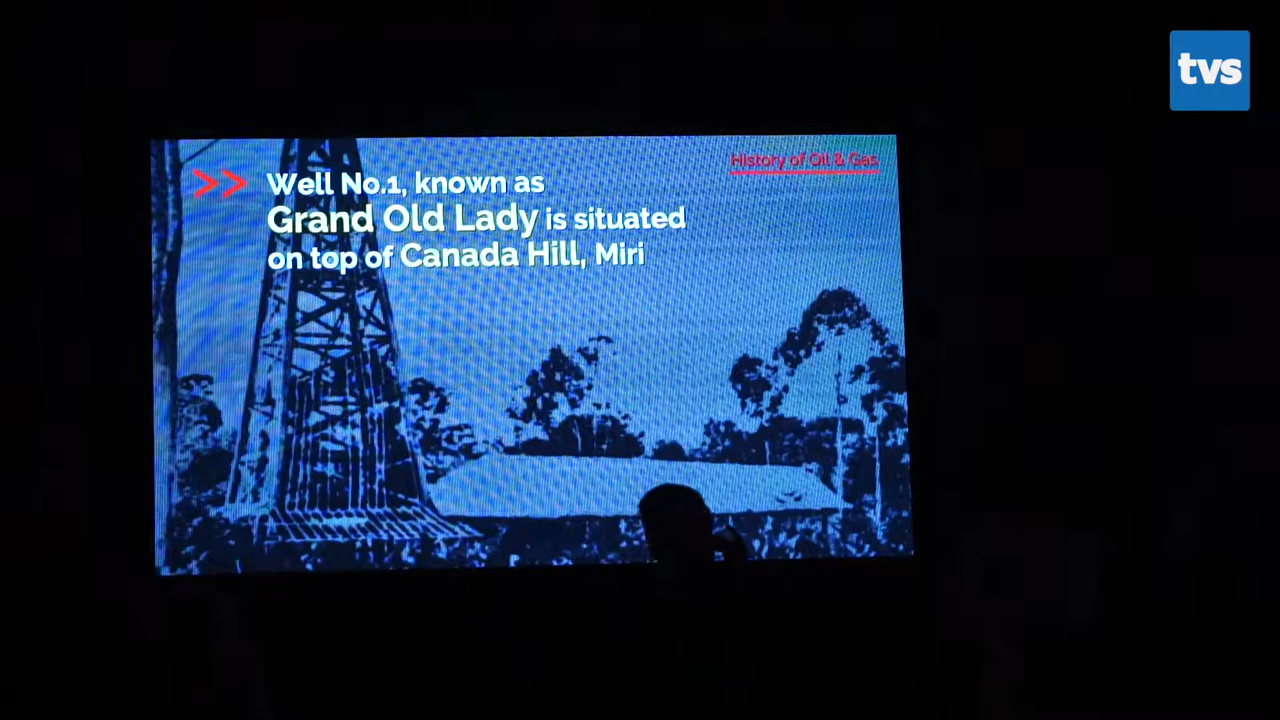 tvs
History of Oil & Gas
>> Well No.1, known as
Grand Old Lady is situated
on top of Canada Hill, Miri